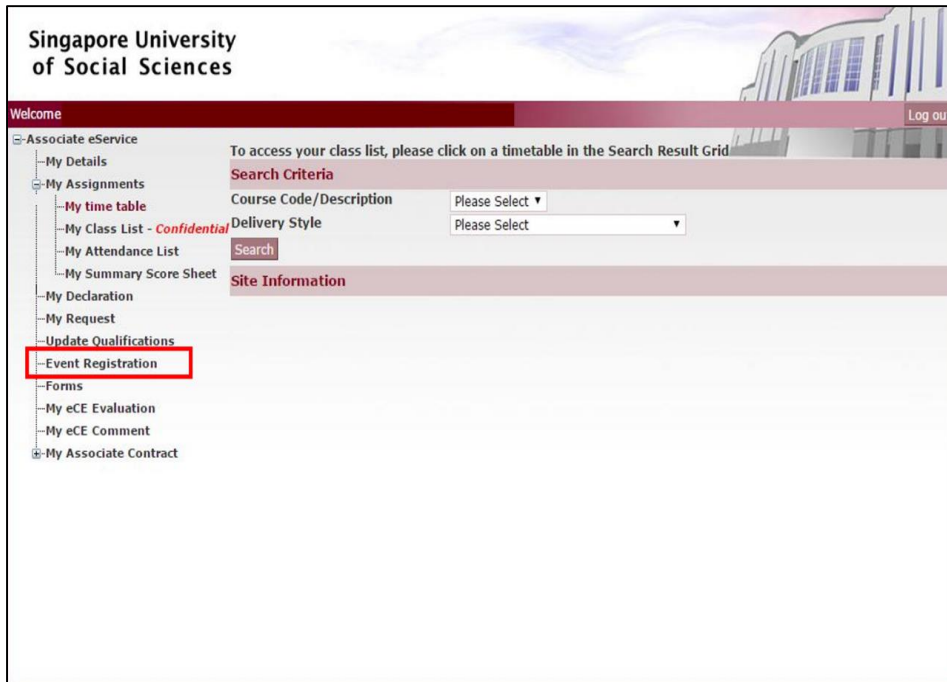 Singapore University
of Social Sciences
Welcome
Log ou
Associate eService
My Details
My Assignments
My time table
My Class List - Confidential
My Attendance List
My Summary Score Sheet
My Declaration
My Request
Update Qualifications
Event Registration
Forms
My eCE Evaluation
My eCE Comment
My Associate Contract
To access your class list, please click on a timetable in the Search Result Grid
Search Criteria
Course Code/Description Please Select
Delivery Style Please Select
Search
Site Information